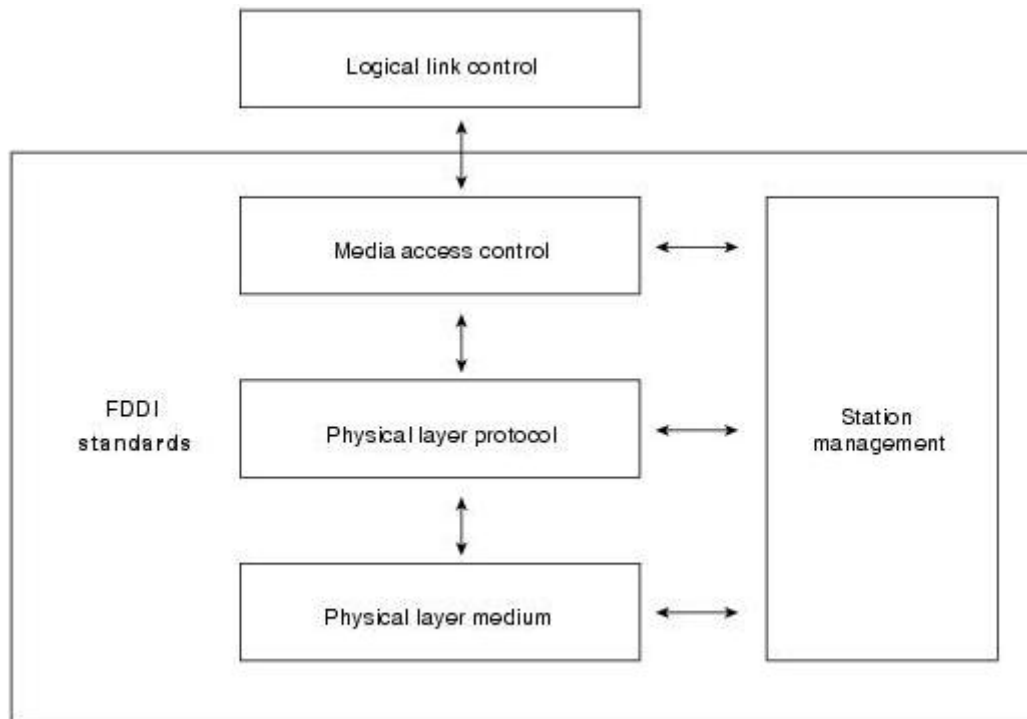 Logical link control
Media access control
FDDI
standards
Physical layer protocol
Station
management
Physical layer medium